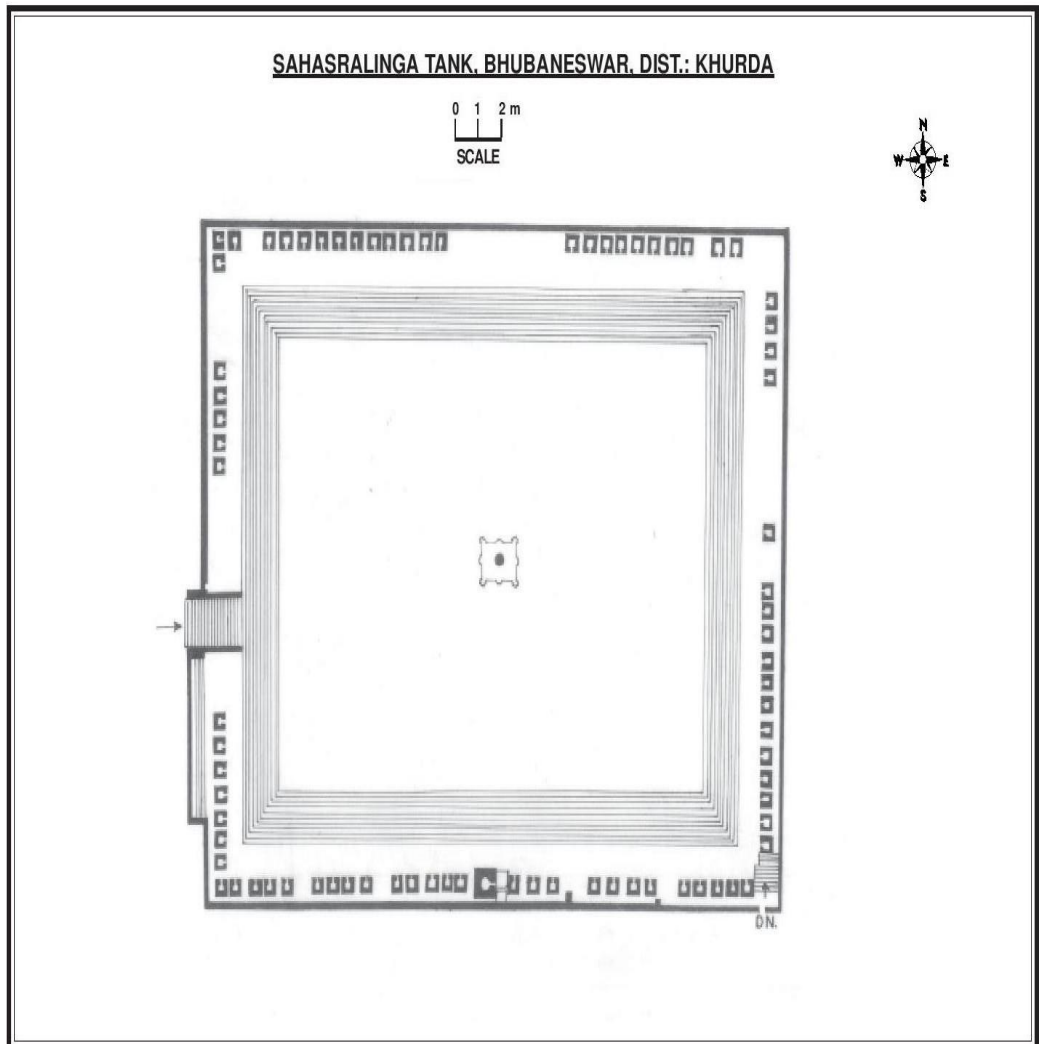 SAHASRALINGA TANK, BHUBANESWAR, DIST.: KHURDA
0 1 2 m
SCALE
N
W E
S
DN.